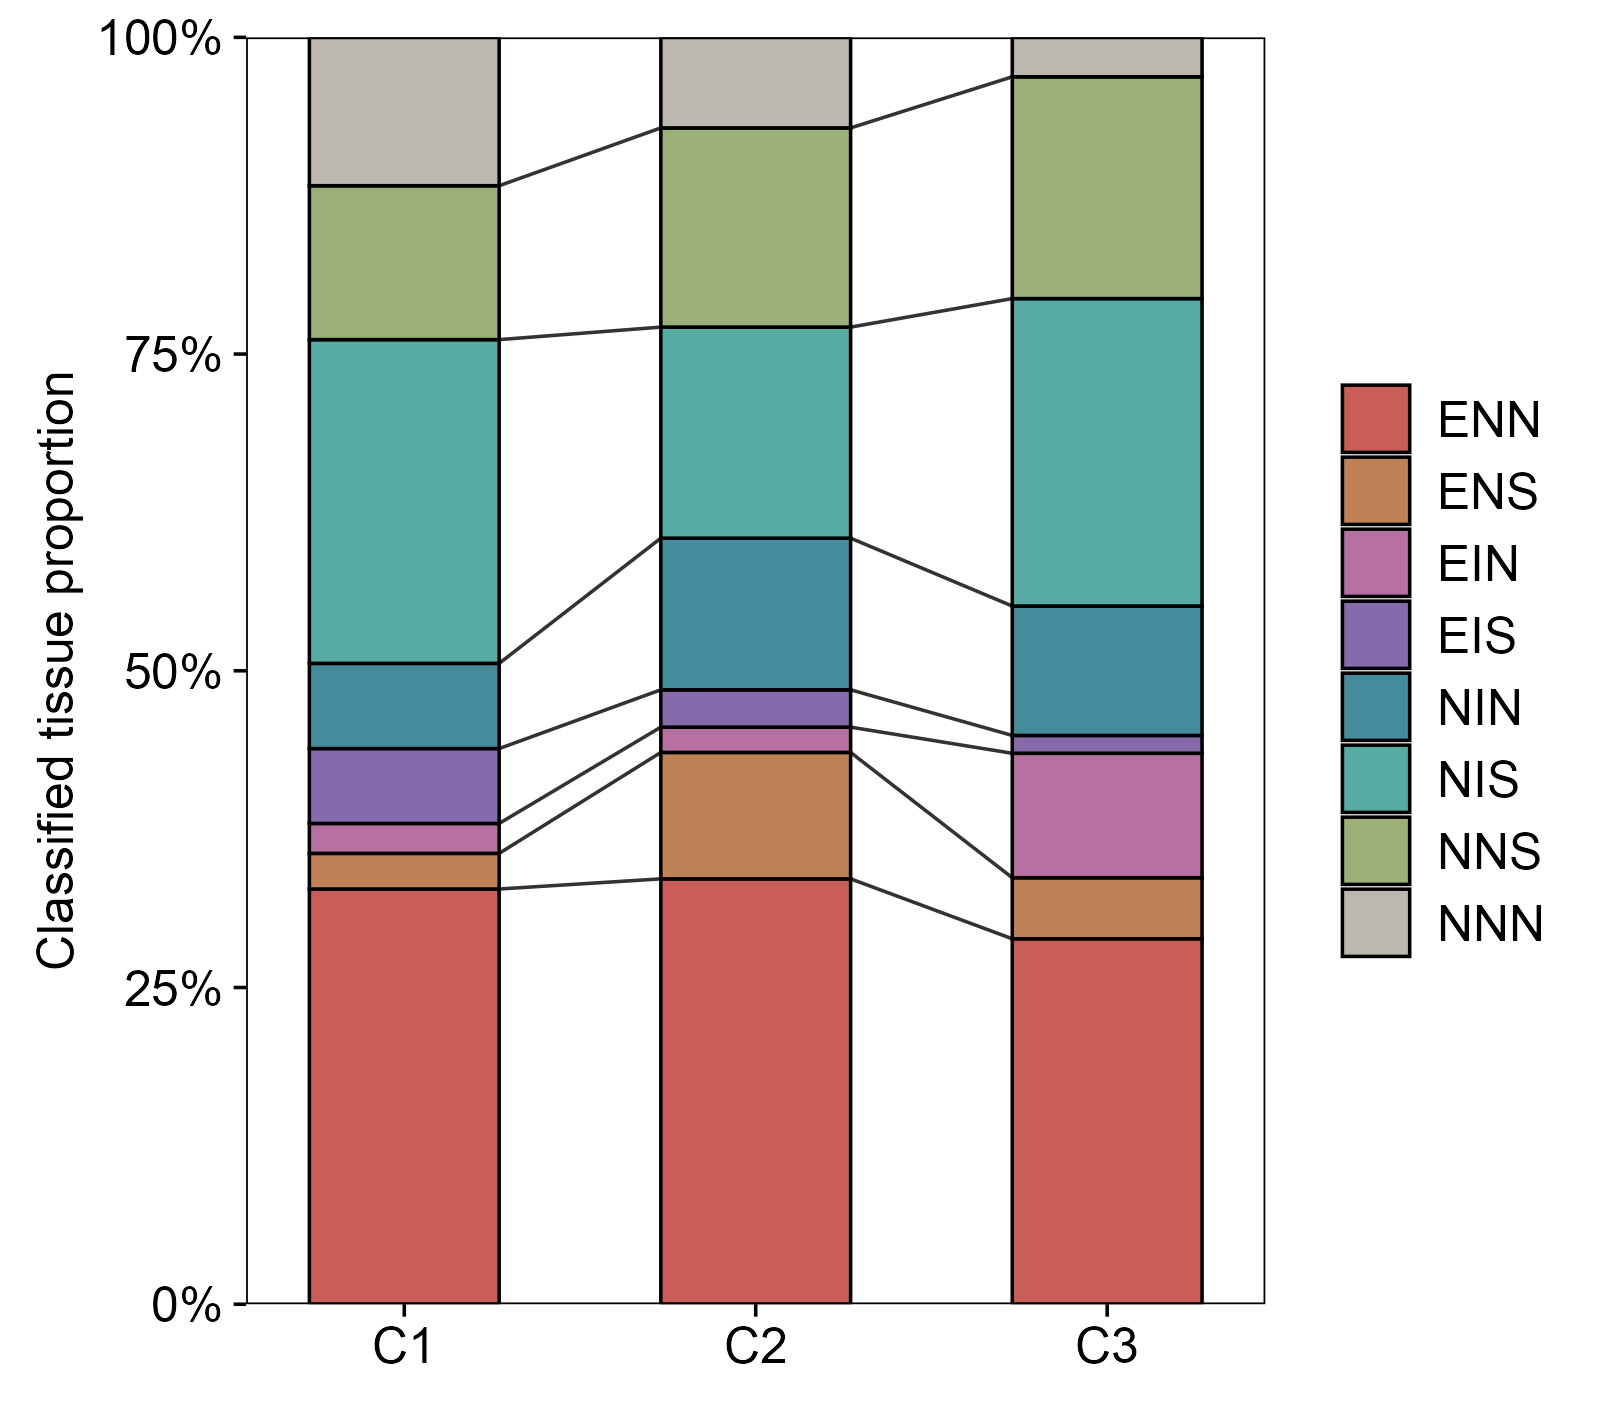 100%
75%
50%
25%
0%
Classified tissue proportion
C1
C2
C3
ENN
ENS
EIN
EIS
NIN
NIS
NNS
NNN